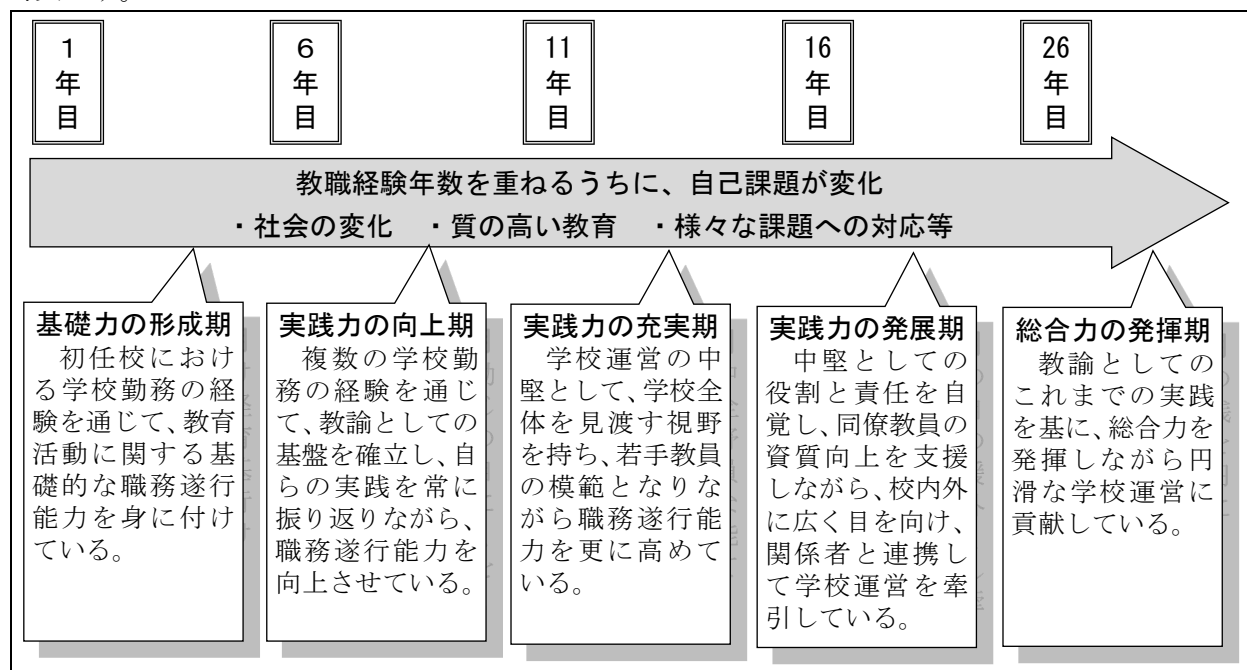 1年目
6年目
11年目
16年目
26年目
教職経験年数を重ねるうちに、自己課題が変化
・社会の変化　・質の高い教育　・様々な課題への対応等
基礎力の形成期
初任校におけ
る学校勤務の経
験を通じて、教育
活動に関する基
礎的な職務遂行
能力を身に付け
ている。
実践力の向上期
複数の学校勤
務の経験を通じ
て、教諭としての
基盤を確立し、自
らの実践を常に
振り返りながら、
職務遂行能力を
向上させている。
実践力の充実期
学校運営の中
堅として、学校全
体を見渡す視野
を持ち、若手教員
の模範となりな
がら職務遂行能
力を更に高めて
いる。
実践力の発展期
中堅としての
役割と責任を自
覚し、同僚教員の
資質向上を支援
しながら、校内外
に広く目を向け、
関係者と連携し
て学校運営を牽
引している。
総合力の発揮期
教諭としての
これまでの実践
を基に、総合力を
発揮しながら円
滑な学校運営に
貢献している。